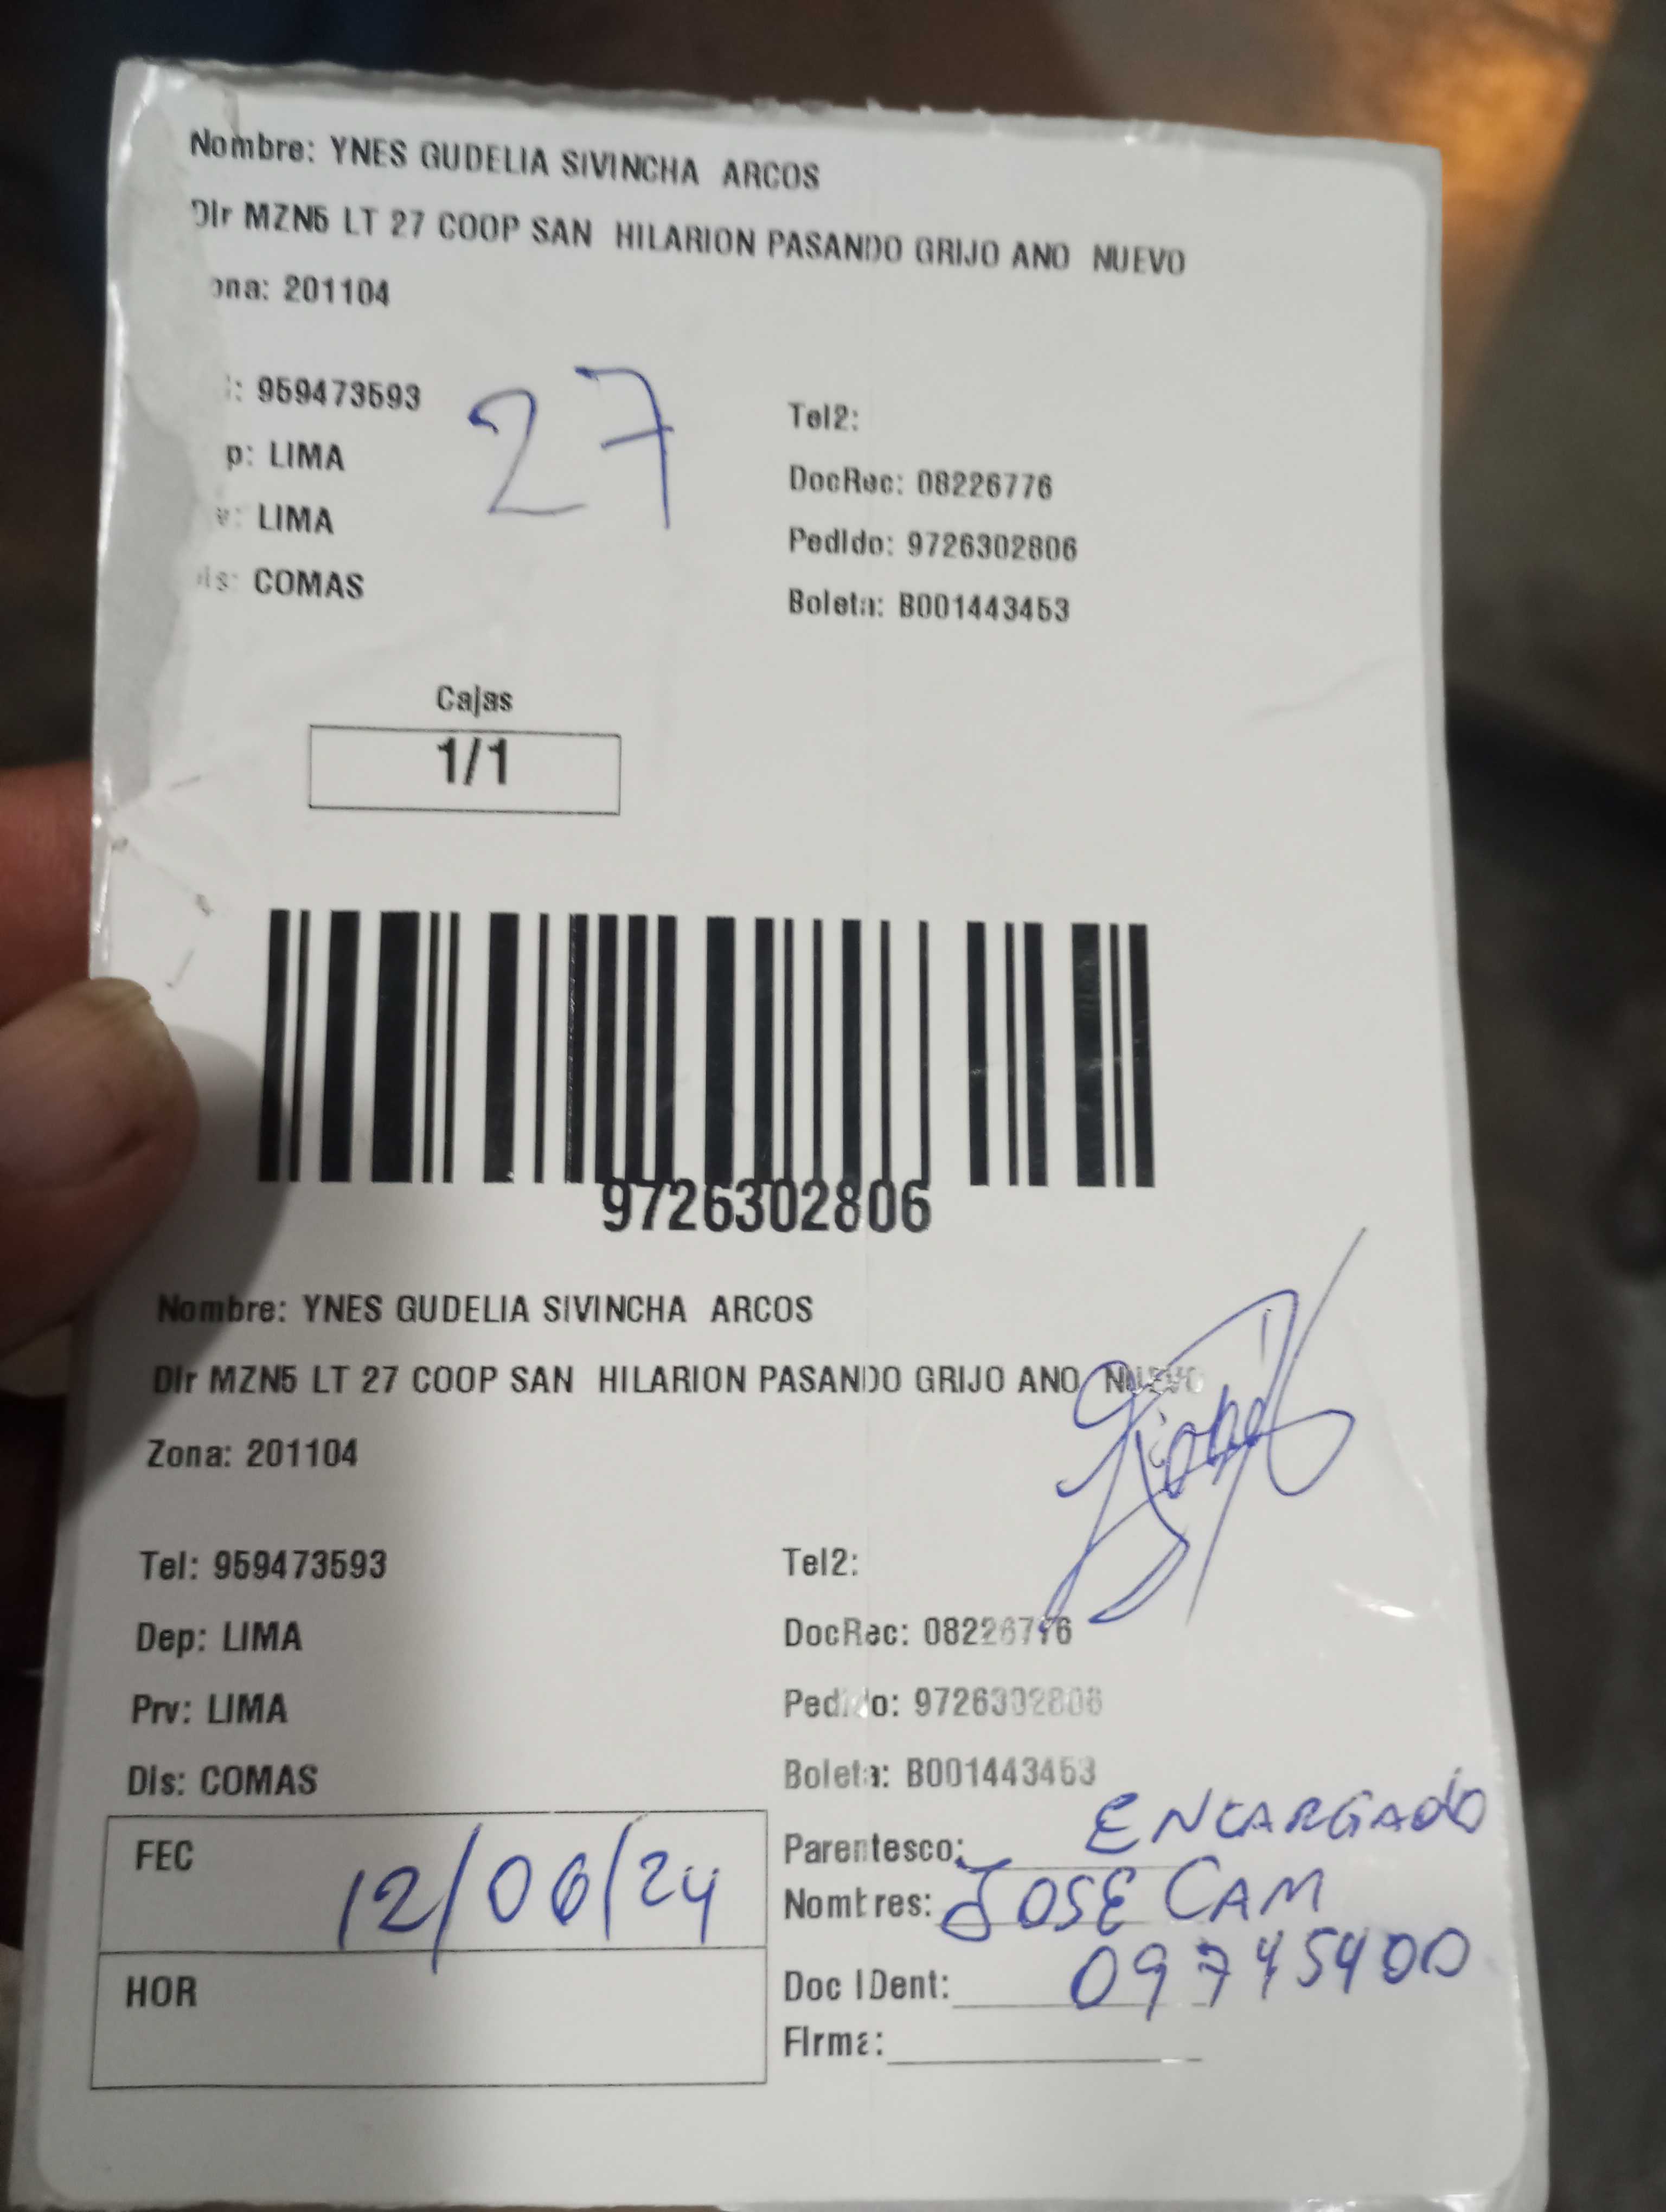 Nombre: YNES GUDELIA SIVINCHA ARCOS
Dir MZN5 LT 27 COOP SAN HILARION PASANDO GRIJO ANO NUEVO
ona: 201104
: 959473593
27
Tel2:
p: LIMA
DocRec: 08226776
v: LIMA
Pedido: 9726302806
is: COMAS
Boleta: B001443453
Cajas
1/1
9726302806
Nombre: YNES GUDELIA SIVINCHA ARCOS
Dir MZN5 LT 27 COOP SAN HILARION PASANDO GRIJO ANO NUEVO
Zona: 201104
Tel: 959473593
Tel2:
Dep: LIMA
DocRec: 08226776
Prv: LIMA
Pedido: 9726302806
Dis: COMAS
Boleta: B001443453
FEC 12/06/24
Parentesco: ENCARGADO
Nombres: JOSE CAM
HOR
Doc IDent: 09745400
Firma: